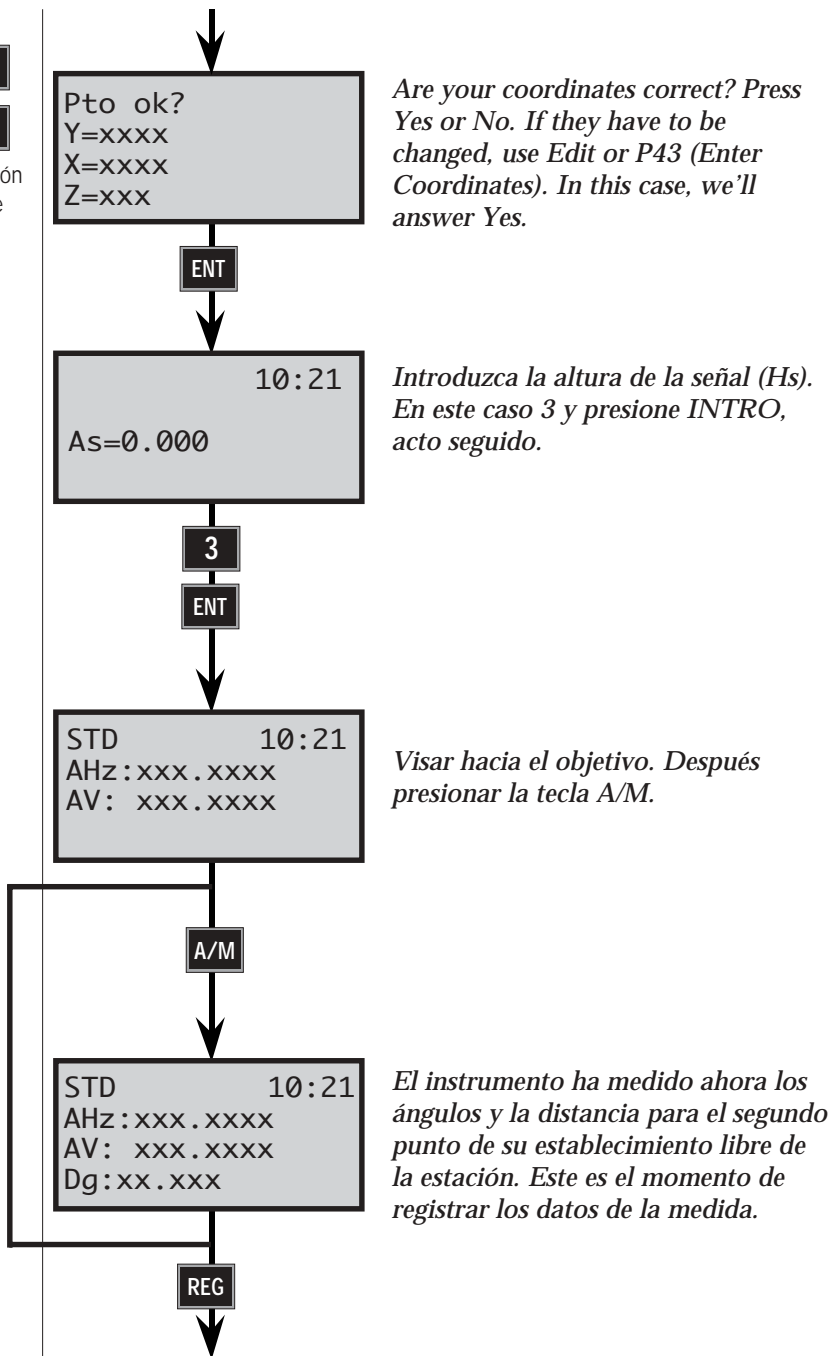 Pto ok?
Y=xxxx
X=xxxx
Z=xxx
Are your coordinates correct? Press
Yes or No. If they have to be
changed, use Edit or P43 (Enter
Coordinates). In this case, we'll
answer Yes.
ENT
10:21
As=0.000
Introduzca la altura de la señal (Hs).
En este caso 3 y presione INTRO,
acto seguido.
3
ENT
STD 10:21
AHz:xxx.xxxx
AV: xxx.xxxx
Visar hacia el objetivo. Después
presionar la tecla A/M.
A/M
STD 10:21
AHz:xxx.xxxx
AV: xxx.xxxx
Dg:xx.xxx
El instrumento ha medido ahora los
ángulos y la distancia para el segundo
punto de su establecimiento libre de
la estación. Este es el momento de
registrar los datos de la medida.
REG